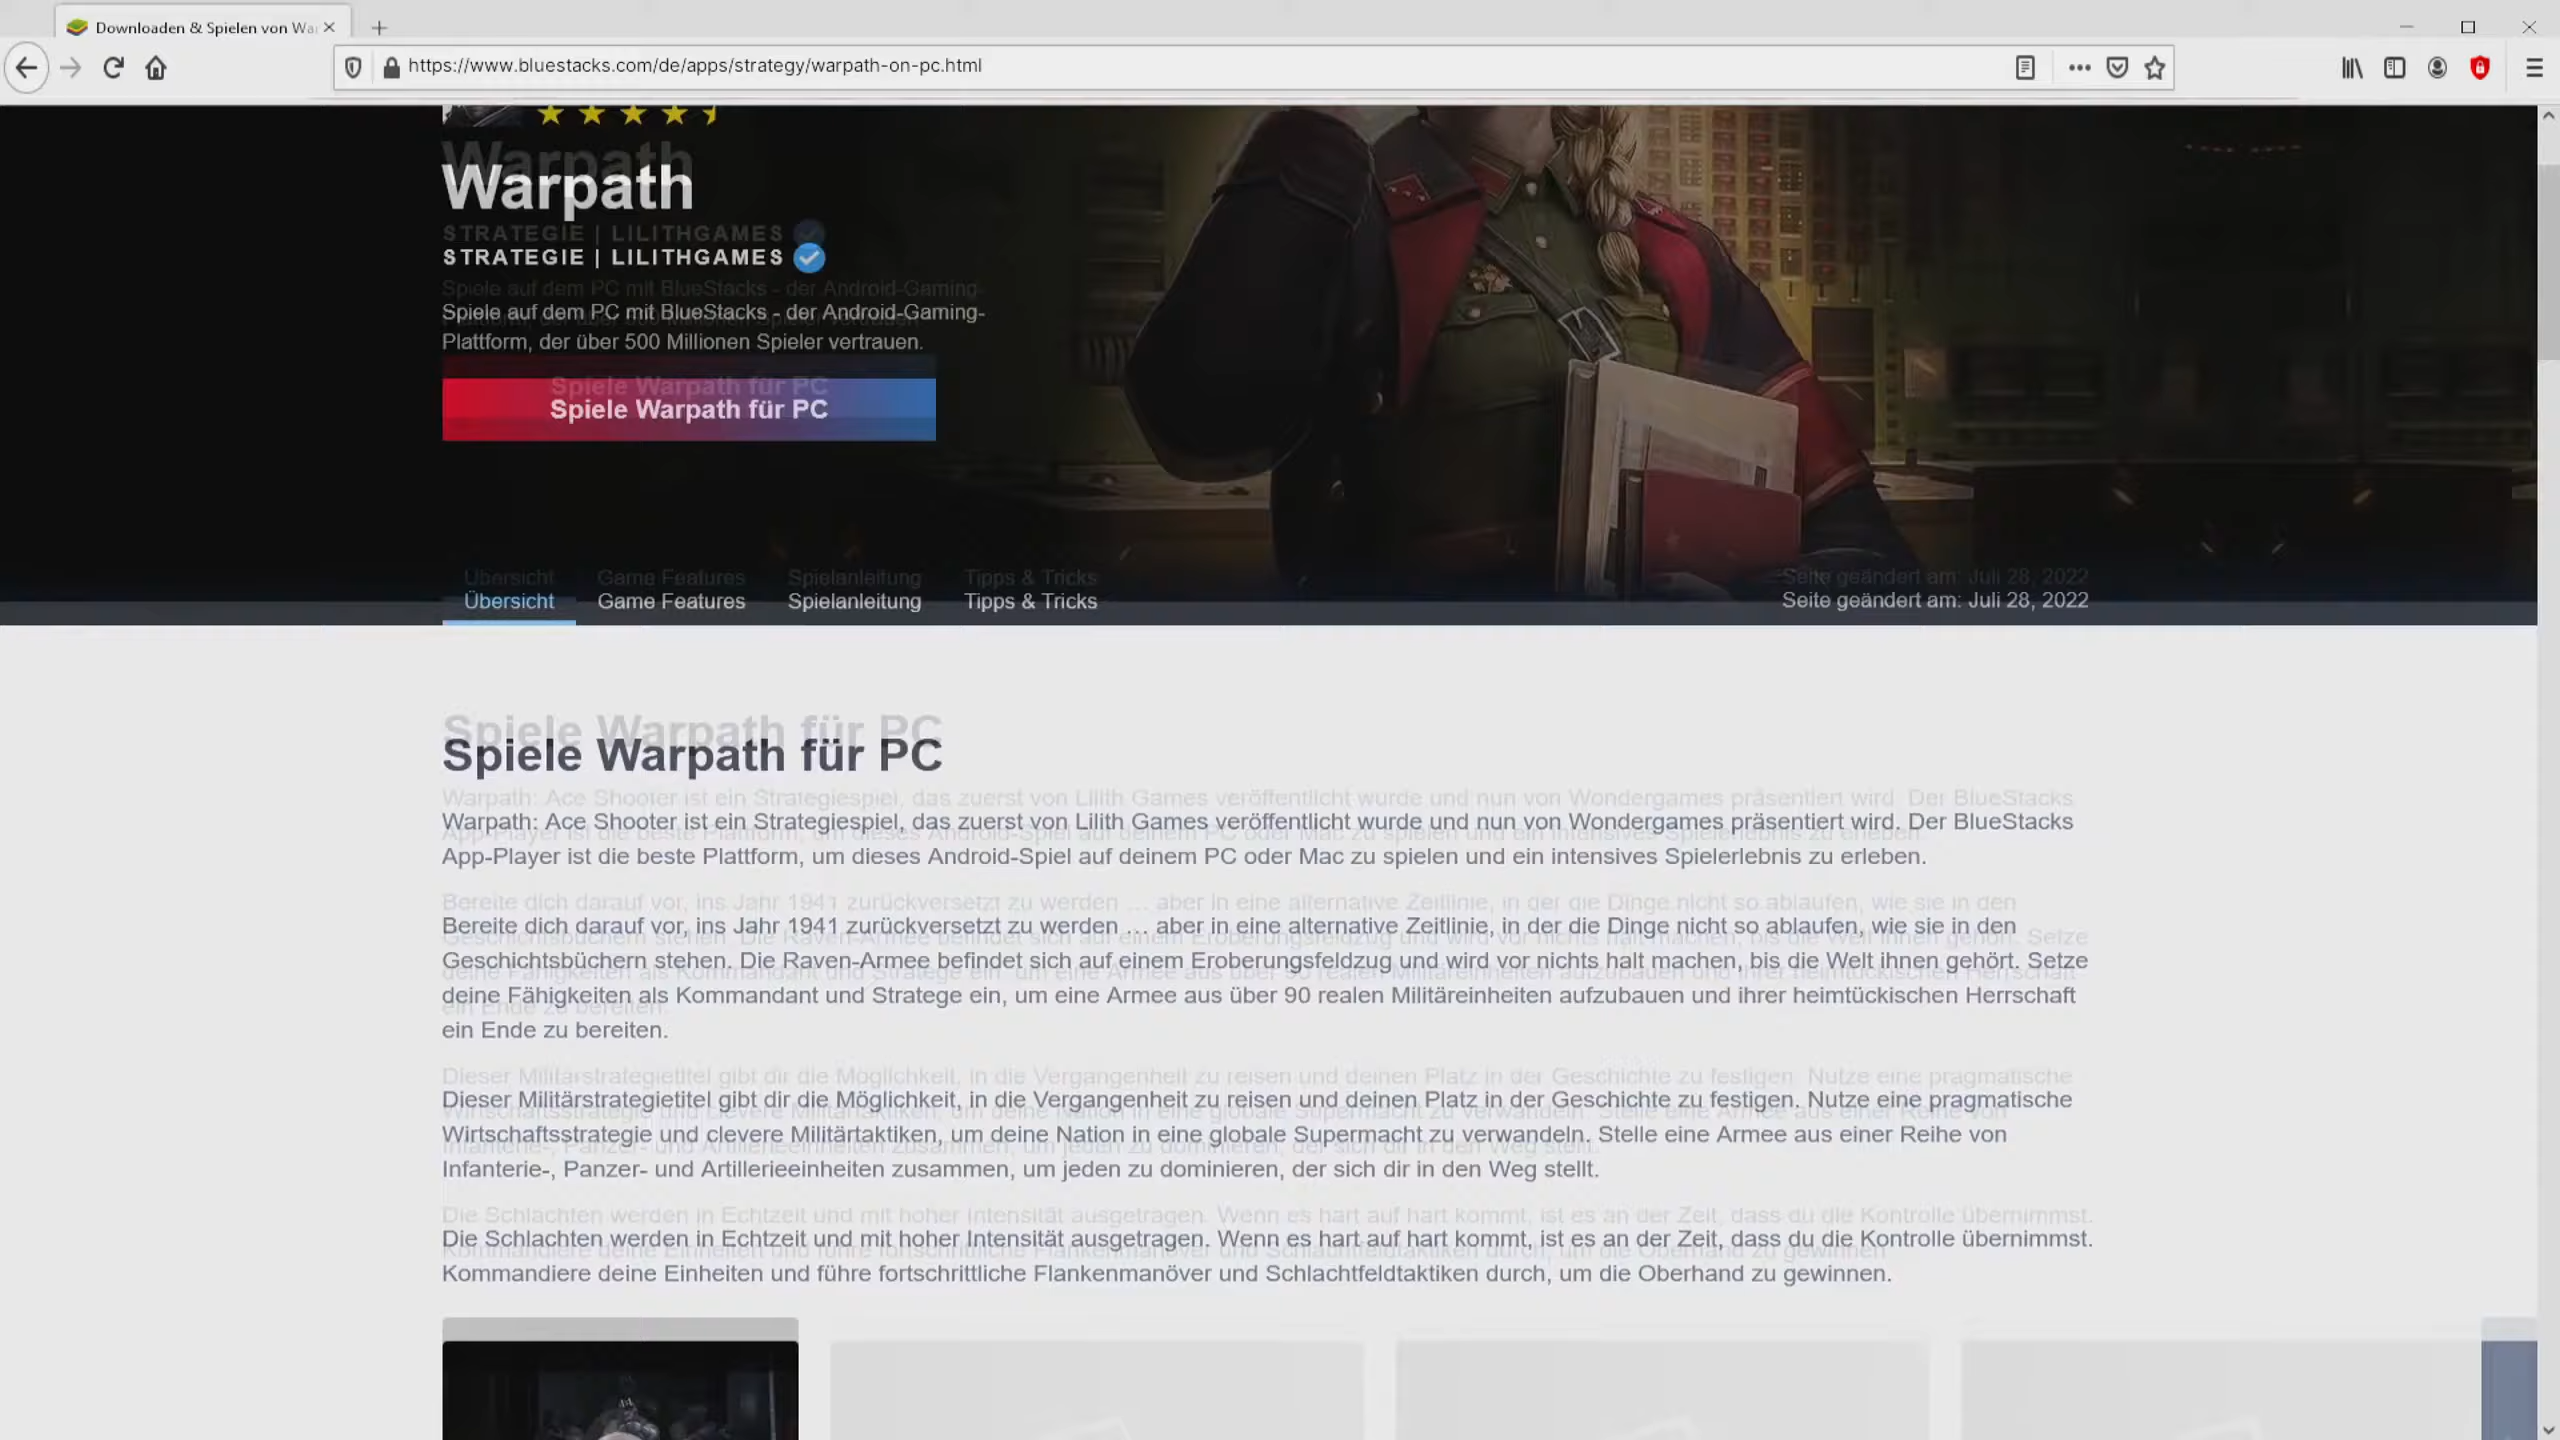 Downloaden & Spielen von Wa
https://www.bluestacks.com/de/apps/strategy/warpath-on-pc.html
Warpath
STRATEGIE | LILITHGAMES
Spiele auf dem PC mit BlueStacks - der Android-Gaming-
Plattform, der über 500 Millionen Spieler vertrauen.
Spiele Warpath für PC
Übersicht Game Features Spielanleitung Tipps & Tricks Seite geändert am: Juli 28, 2022
Spiele Warpath für PC
Warpath: Ace Shooter ist ein Strategiespiel, das zuerst von Lilith Games veröffentlicht wurde und nun von Wondergames präsentiert wird. Der BlueStacks
App-Player ist die beste Plattform, um dieses Android-Spiel auf deinem PC oder Mac zu spielen und ein intensives Spielerlebnis zu erleben.
Bereite dich darauf vor, ins Jahr 1941 zurückversetzt zu werden … aber in eine alternative Zeitlinie, in der die Dinge nicht so ablaufen, wie sie in den
Geschichtsbüchern stehen. Die Raven-Armee befindet sich auf einem Eroberungsfeldzug und wird vor nichts halt machen, bis die Welt ihnen gehört. Setze
deine Fähigkeiten als Kommandant und Stratege ein, um eine Armee aus über 90 realen Militäreinheiten aufzubauen und ihrer heimtückischen Herrschaft
ein Ende zu bereiten.
Dieser Militärstrategietitel gibt dir die Möglichkeit, in die Vergangenheit zu reisen und deinen Platz in der Geschichte zu festigen. Nutze eine pragmatische
Wirtschaftsstrategie und clevere Militärtaktiken, um deine Nation in eine globale Supermacht zu verwandeln. Stelle eine Armee aus einer Reihe von
Infanterie-, Panzer- und Artillerieeinheiten zusammen, um jeden zu dominieren, der sich dir in den Weg stellt.
Die Schlachten werden in Echtzeit und mit hoher Intensität ausgetragen. Wenn es hart auf hart kommt, ist es an der Zeit, dass du die Kontrolle übernimmst.
Kommandiere deine Einheiten und führe fortschrittliche Flankenmanöver und Schlachtfeldtaktiken durch, um die Oberhand zu gewinnen.